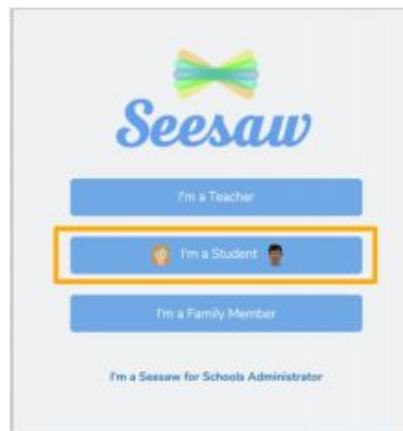 Seesaw
I'm a Teacher
I'm a Student
I'm a Family Member
I'm a Seesaw for Schools Administrator